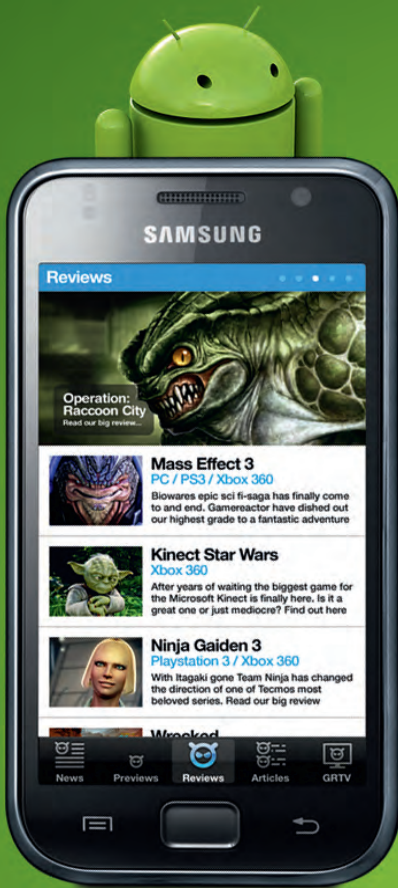 SAMSUNG
Reviews
Operation:
Raccoon City
Read our big review...
Mass Effect 3
PC / PS3 / Xbox 360
Biowares epic sci fi-saga has finally come
to and end. Gamereactor have dished out
our highest grade to a fantastic adventure
Kinect Star Wars
Xbox 360
After years of waiting the biggest game for
the Microsoft Kinect is finally here. Is it a
great one or just mediocre? Find out here
Ninja Gaiden 3
Playstation 3 / Xbox 360
With Itagaki gone Team Ninja has changed
the direction of one of Tecmos most
beloved series. Read our big review
Wrecked
News Previews Reviews Articles GRTV